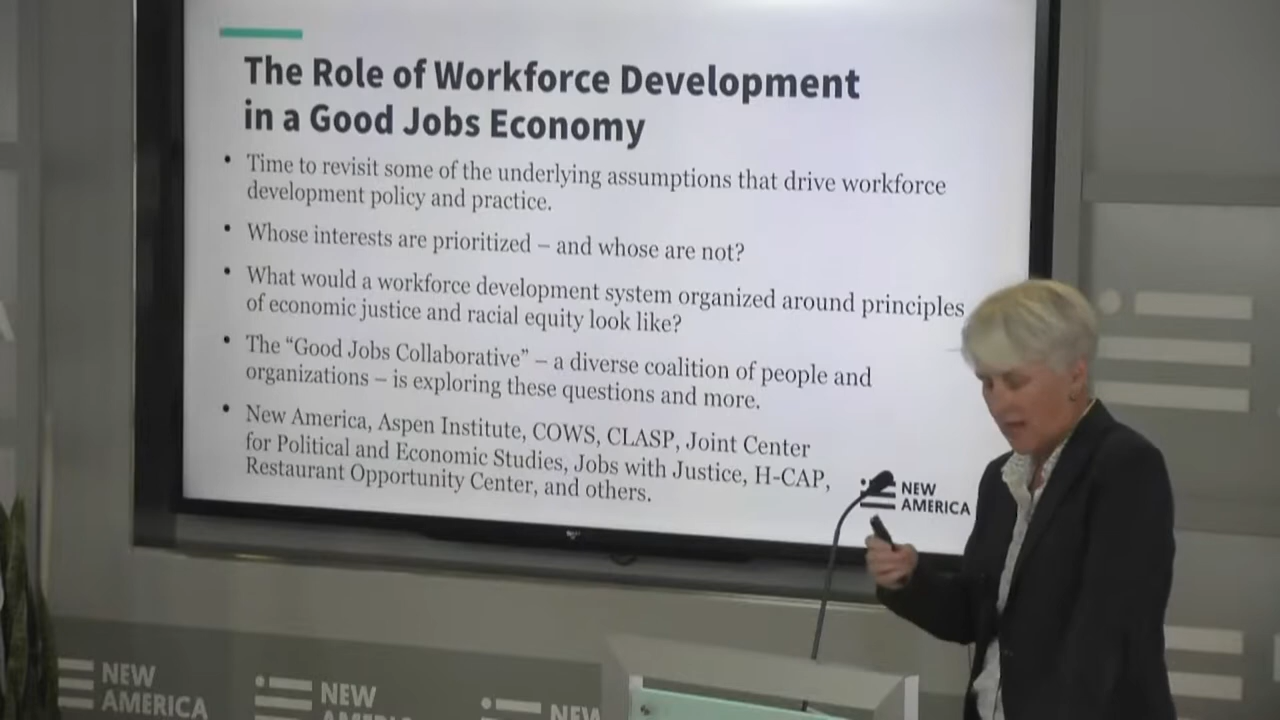 The Role of Workforce Development
in a Good Jobs Economy
• Time to revisit some of the underlying assumptions that drive workforce
development policy and practice.
• Whose interests are prioritized – and whose are not?
• What would a workforce development system organized around principles
of economic justice and racial equity look like?
• The “Good Jobs Collaborative” – a diverse coalition of people and
organizations – is exploring these questions and more.
• New America, Aspen Institute, COWS, CLASP, Joint Center
for Political and Economic Studies, Jobs with Justice, H-CAP,
Restaurant Opportunity Center, and others.
NEW
AMERICA
NEW
AMERICA
NEW
AMERI
NEW